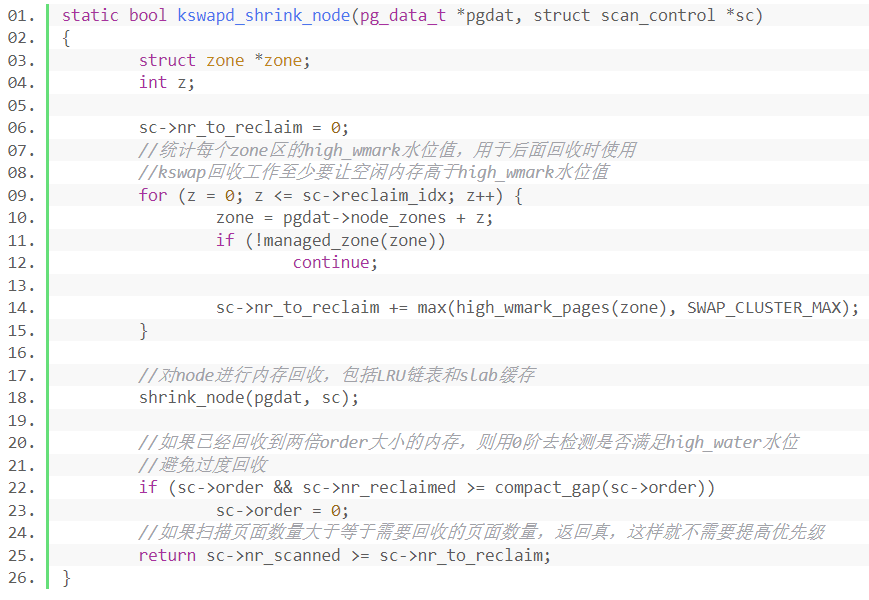 01. static bool kswapd_shrink_node(pg_data_t *pgdat, struct scan_control *sc)
02. {
03.         struct zone *zone;
04.         int z;
05.
06.         sc->nr_to_reclaim = 0;
07.         //统计每个zone区的high_wmark水位值，用于后面回收时使用
08.         //kswap回收工作至少要让空闲内存高于high_wmark水位值
09.         for (z = 0; z <= sc->reclaim_idx; z++) {
10.                 zone = pgdat->node_zones + z;
11.                 if (!managed_zone(zone))
12.                         continue;
13.
14.                 sc->nr_to_reclaim += max(high_wmark_pages(zone), SWAP_CLUSTER_MAX);
15.         }
16.
17.         //对node进行内存回收，包括LRU链表和slab缓存
18.         shrink_node(pgdat, sc);
19.
20.         //如果已经回收到两倍order大小的内存，则用0阶去检测是否满足high_water水位
21.         //避免过度回收
22.         if (sc->order && sc->nr_reclaimed >= compact_gap(sc->order))
23.                 sc->order = 0;
24.         //如果扫描页面数量大于等于需要回收的页面数量，返回真，这样就不需要提高优先级
25.         return sc->nr_scanned >= sc->nr_to_reclaim;
26. }